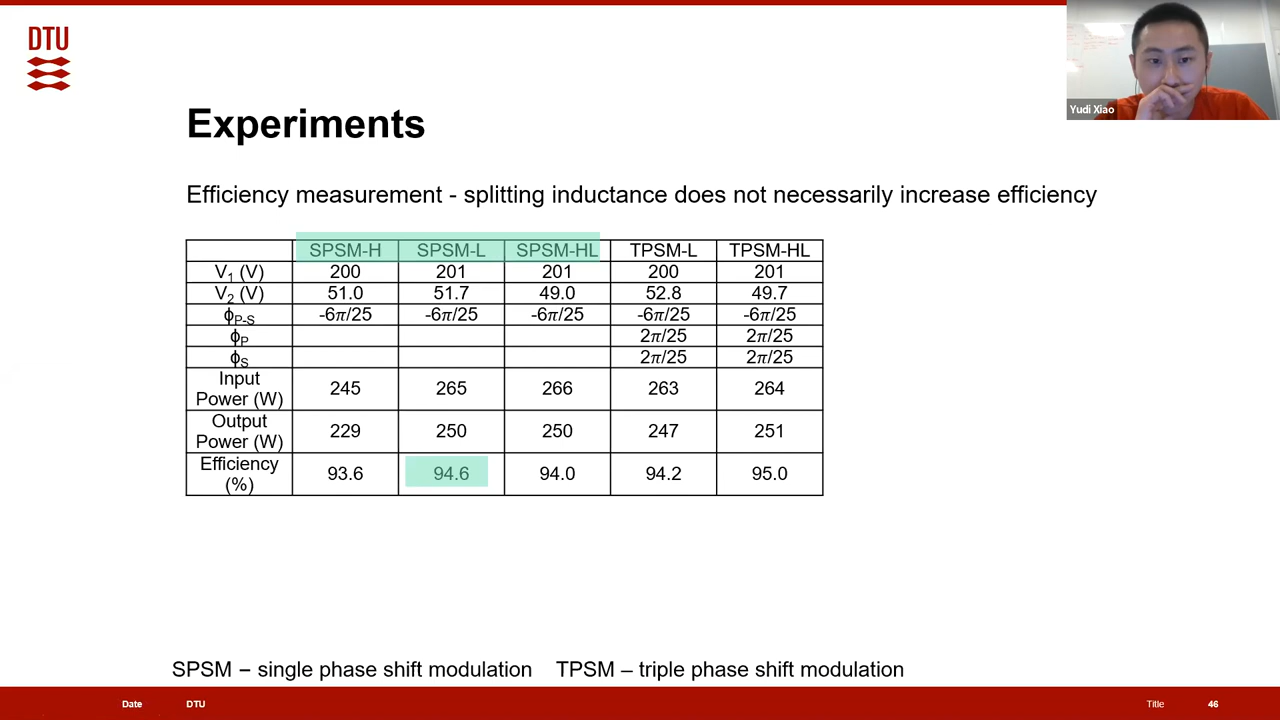 DTU
Yudi Xiao
Experiments
Efficiency measurement - splitting inductance does not necessarily increase efficiency
SPSM-H SPSM-L SPSM-HL TPSM-L TPSM-HL
V1 (V) 200 201 201 200 201
V2 (V) 51.0 51.7 49.0 52.8 49.7
ϕP-S -6π/25 -6π/25 -6π/25 -6π/25 -6π/25
ϕP 2π/25 2π/25
ϕS 2π/25 2π/25
Input
Power (W) 245 265 266 263 264
Output
Power (W) 229 250 250 247 251
Efficiency
(%) 93.6 94.6 94.0 94.2 95.0
SPSM – single phase shift modulation TPSM – triple phase shift modulation
Date DTU Title 46